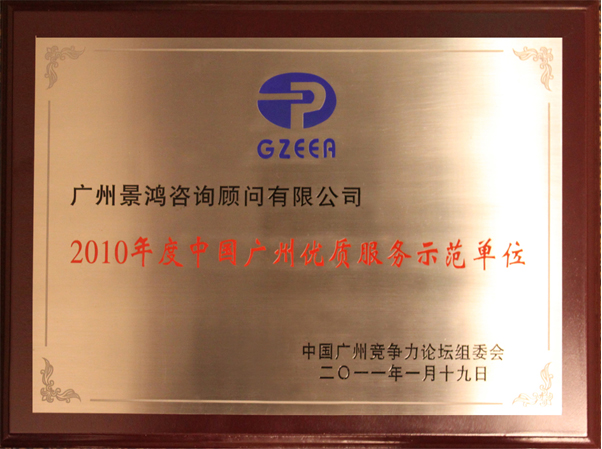 GZEEA
广州景鸿咨询顾问有限公司
2010年度中国广州优质服务示范单位
中国广州竞争力论坛组委会
二〇一一年一月十九日